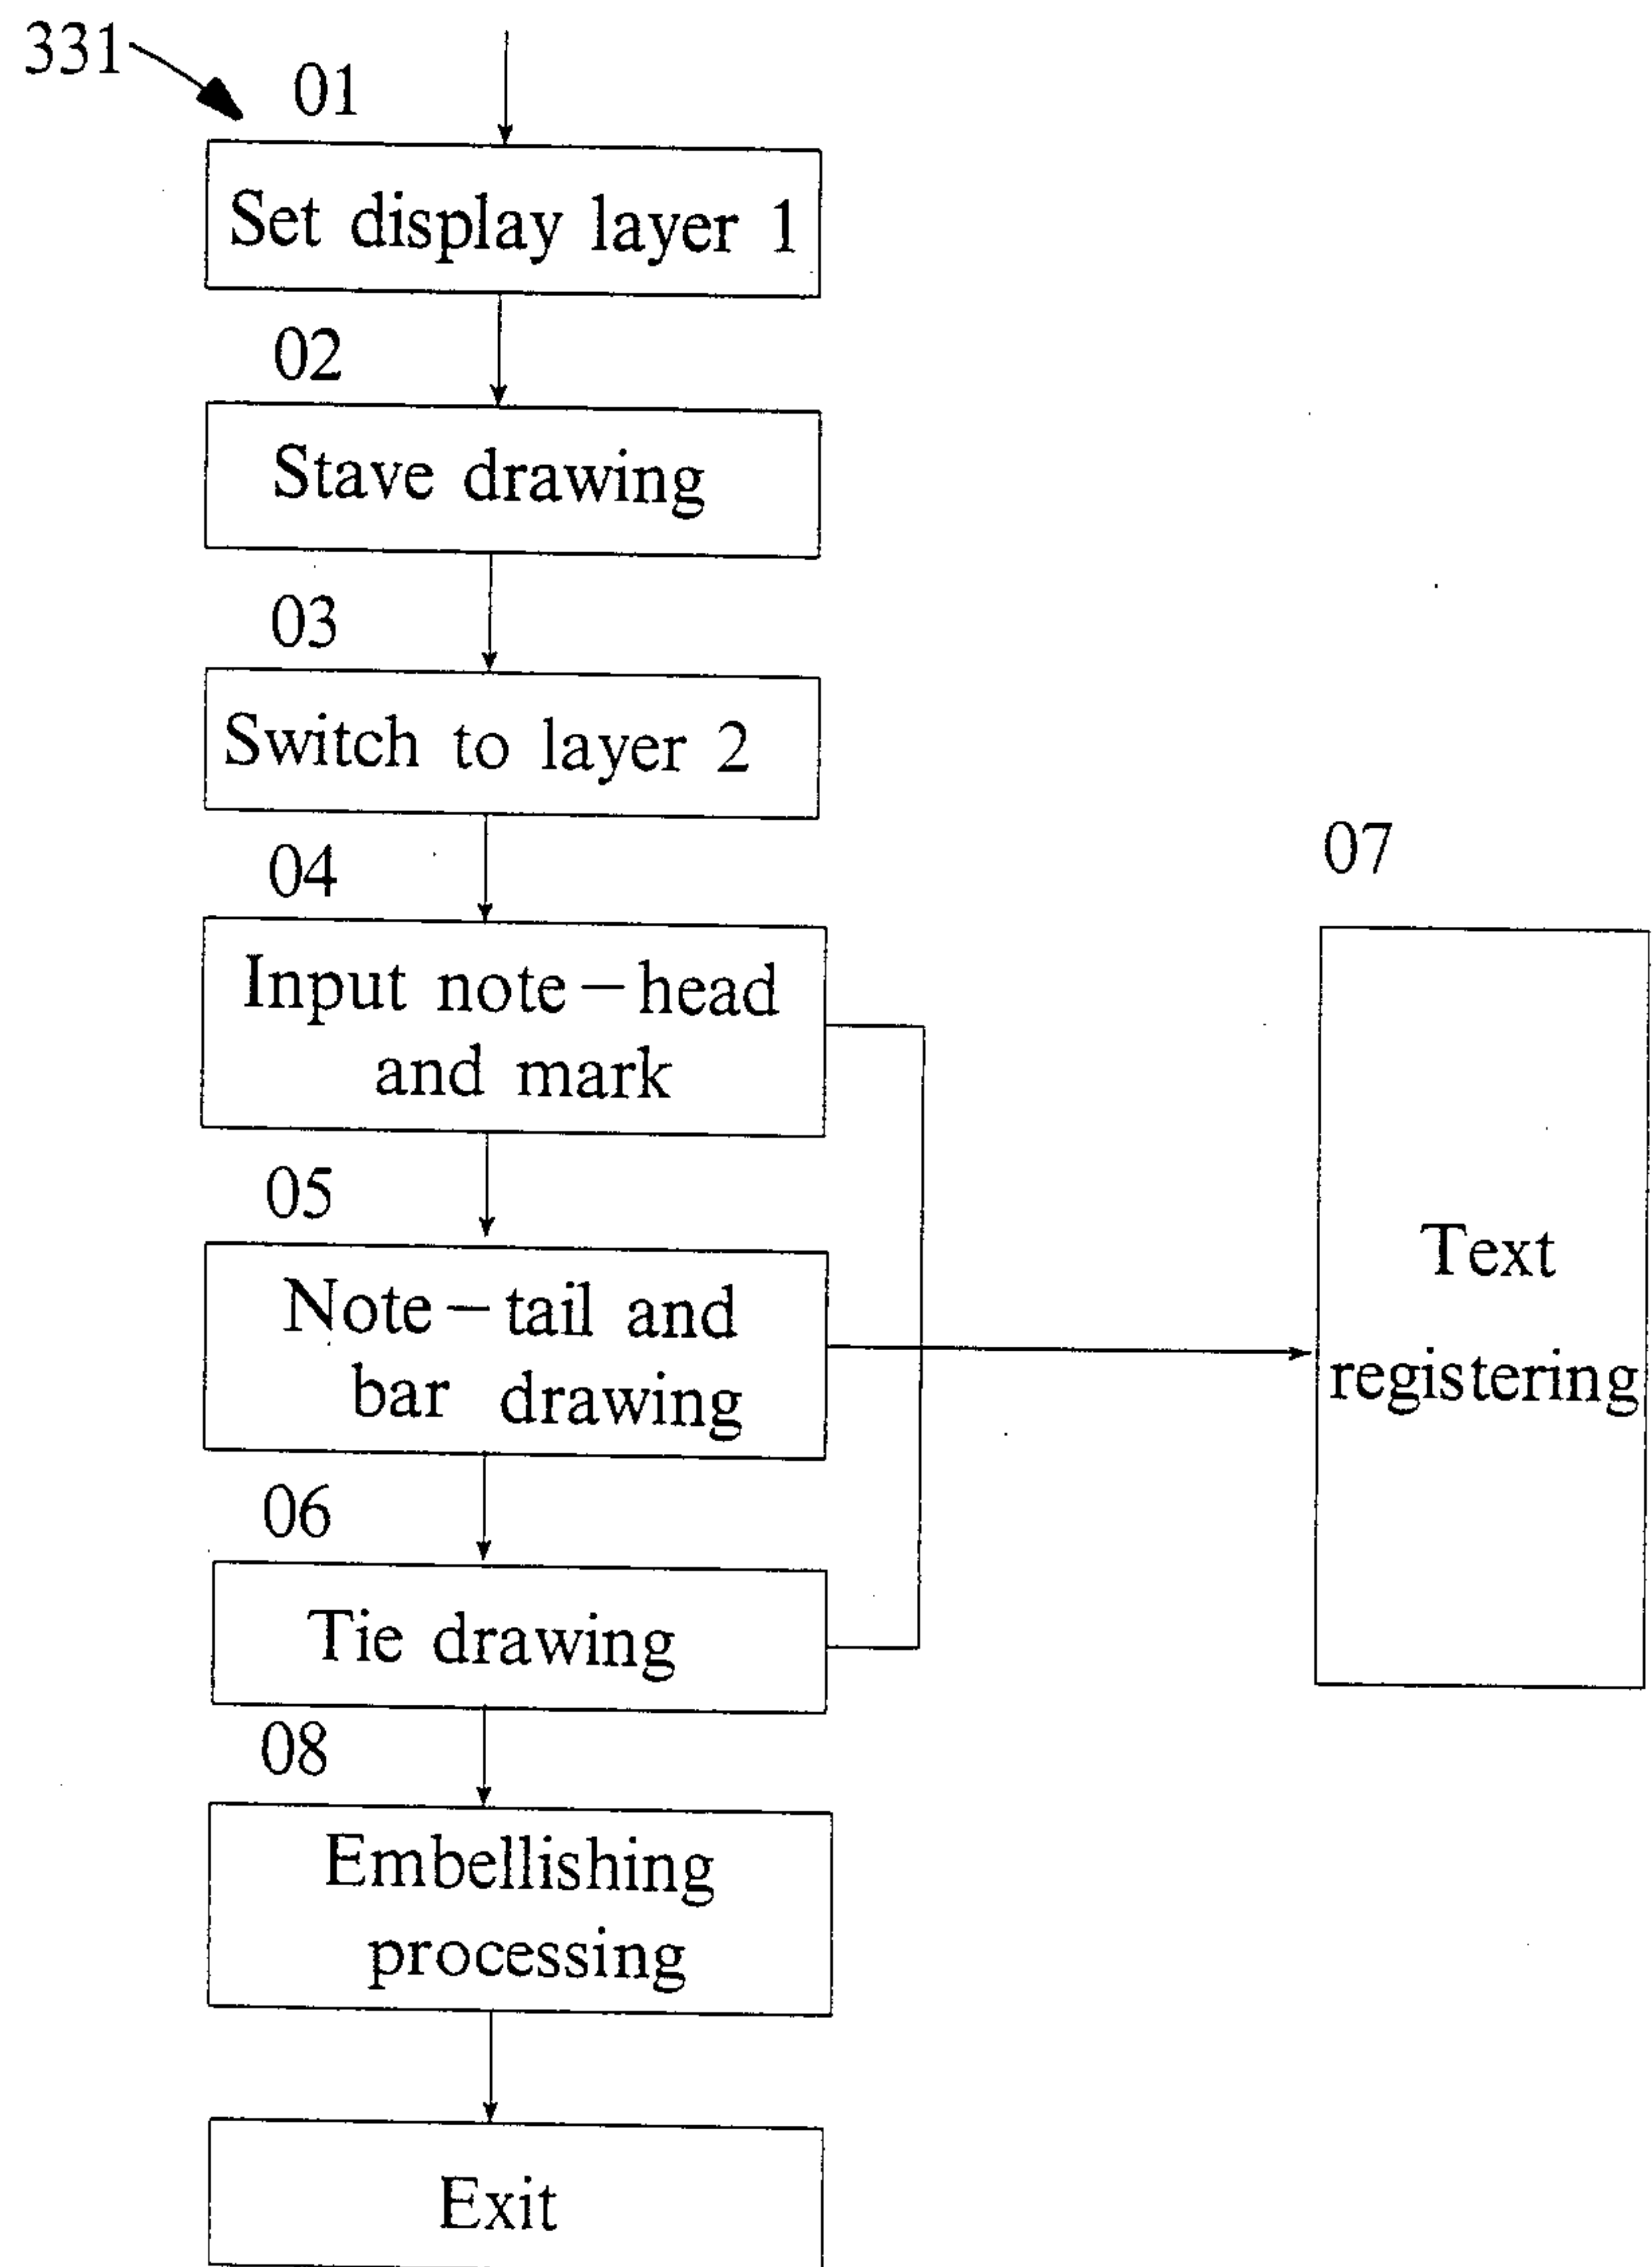 331
01
Set display layer 1
02
Stave drawing
03
Switch to layer 2
04
Input note-head
and mark
05
Note-tail and
bar drawing
06
Tie drawing
07
Text
registering
08
Embellishing
processing
Exit